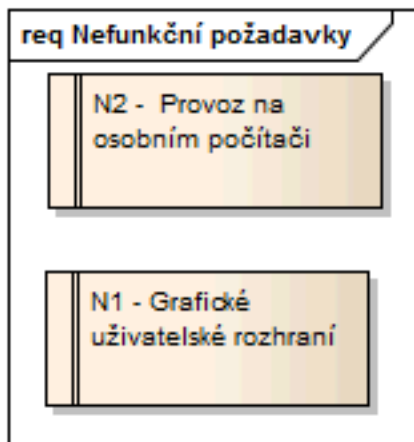 req Nefunkční požadavky
N2 - Provoz na
osobním počítači
N1 - Grafické
uživatelské rozhraní